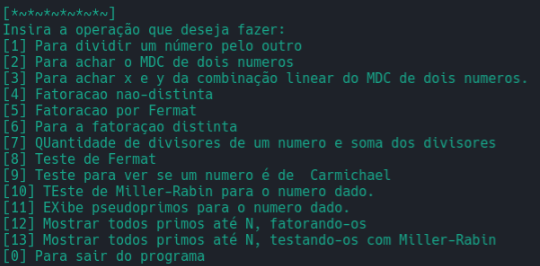 [*~*~*~*~*~*~]
Insira a operação que deseja fazer:
[1] Para dividir um número pelo outro
[2] Para achar o MDC de dois numeros
[3] Para achar x e y da combinação linear do MDC de dois numeros.
[4] Fatoracao nao-distinta
[5] Fatoracao por Fermat
[6] Para a fatoraçao distinta
[7] QUantidade de divisores de um numero e soma dos divisores
[8] Teste de Fermat
[9] Teste para ver se um numero é de  Carmichael
[10] TEste de Miller-Rabin para o numero dado.
[11] EXibe pseudoprimos para o numero dado.
[12] Mostrar todos primos até N, fatorando-os
[13] Mostrar todos primos até N, testando-os com Miller-Rabin
[0] Para sair do programa